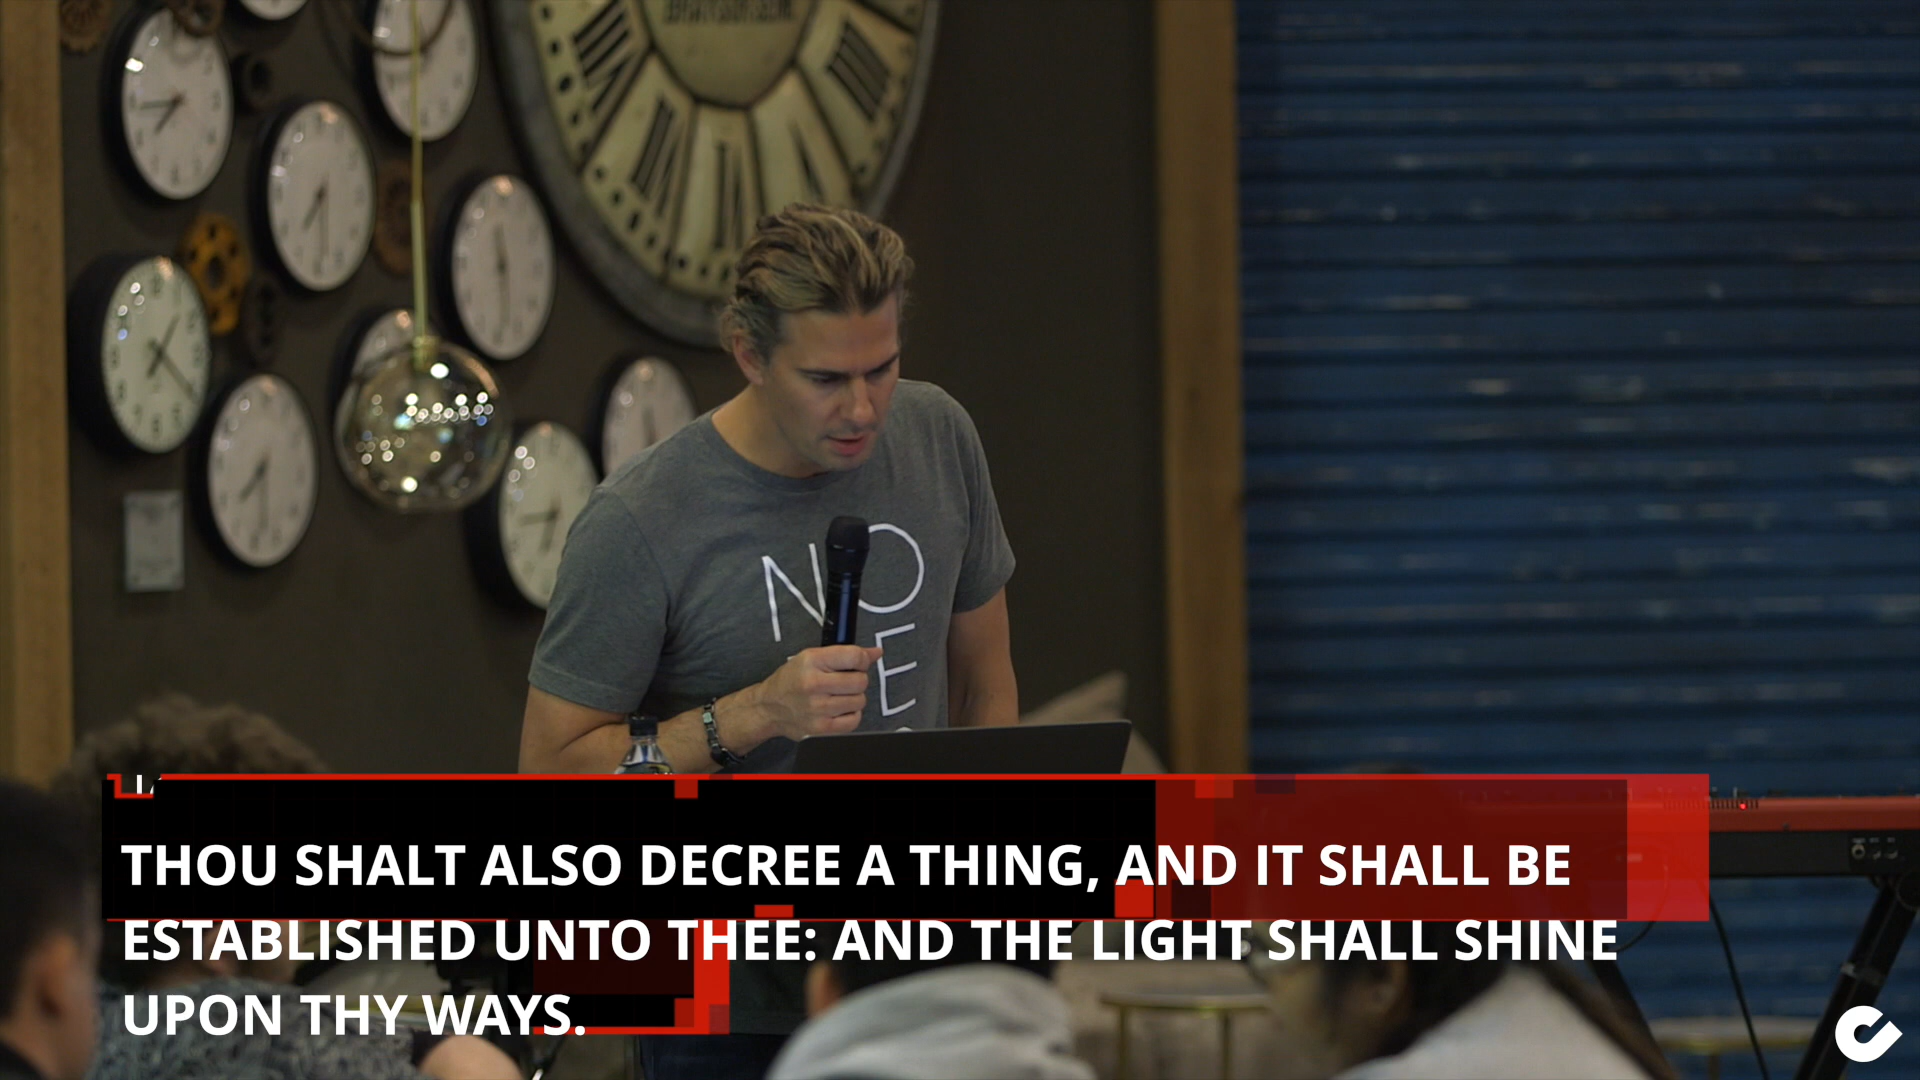 NO
E
THOU SHALT ALSO DECREE A THING, AND IT SHALL BE
ESTABLISHED UNTO THEE: AND THE LIGHT SHALL SHINE
UPON THY WAYS.